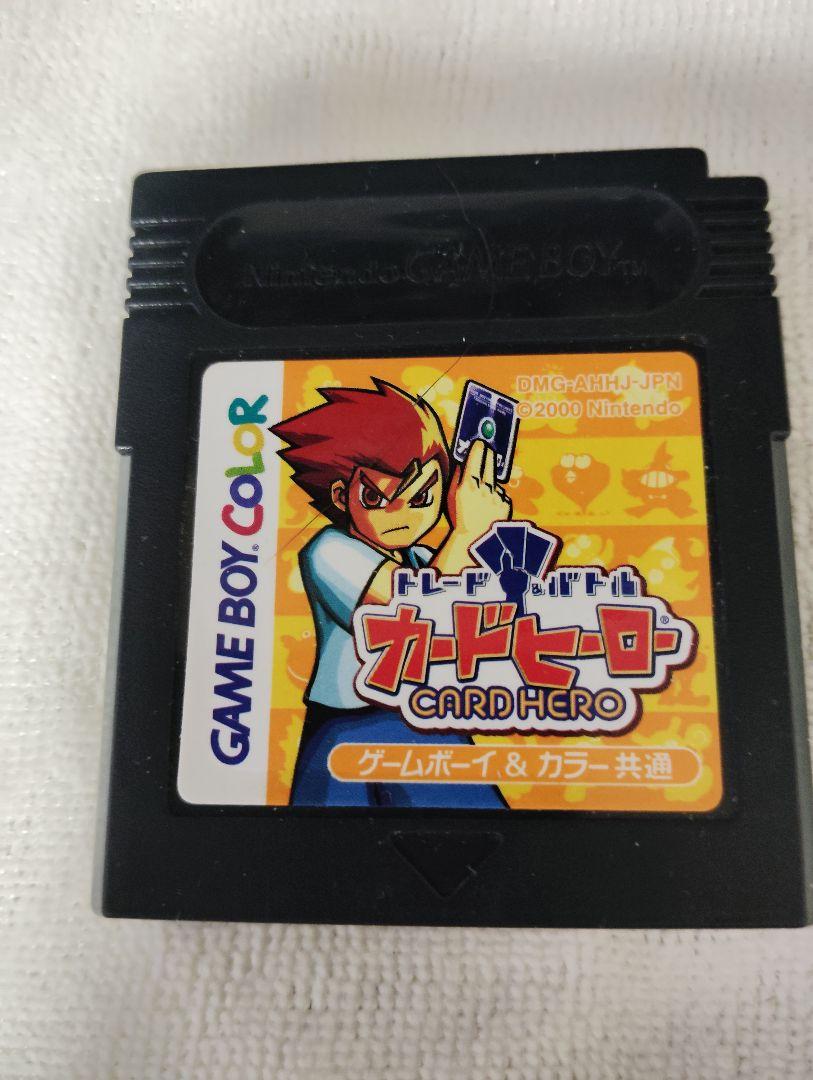 Nintendo GAME BOY™
GAME BOY® COLOR
DMG-AHHJ-JPN
©2000 Nintendo
トレード&バトル
カードヒーロー®
CARD HERO
ゲームボーイ&カラー共通